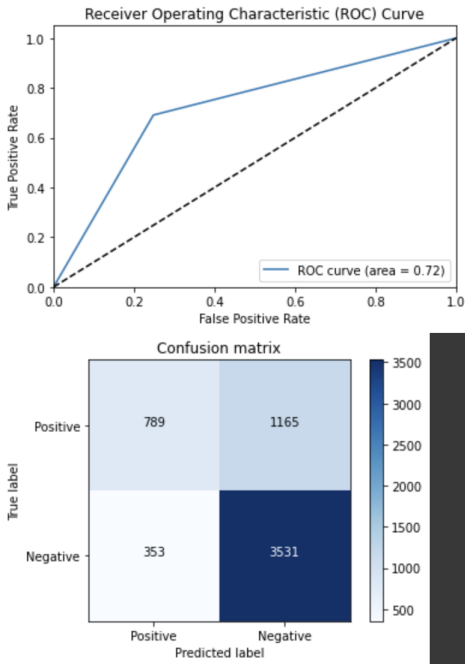 Receiver Operating Characteristic (ROC) Curve
1.0
0.8
0.6
0.4
0.2
0.0
True Positive Rate
ROC curve (area = 0.72)
0.0 0.2 0.4 0.6 0.8 1.0
False Positive Rate
Confusion matrix
True label
Positive 789 1165
Negative 353 3531
Positive Negative
Predicted label
3500
3000
2500
2000
1500
1000
500